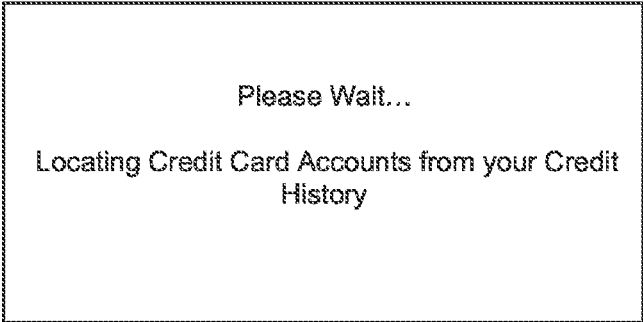 Please Wait...
Locating Credit Card Accounts from your Credit
History